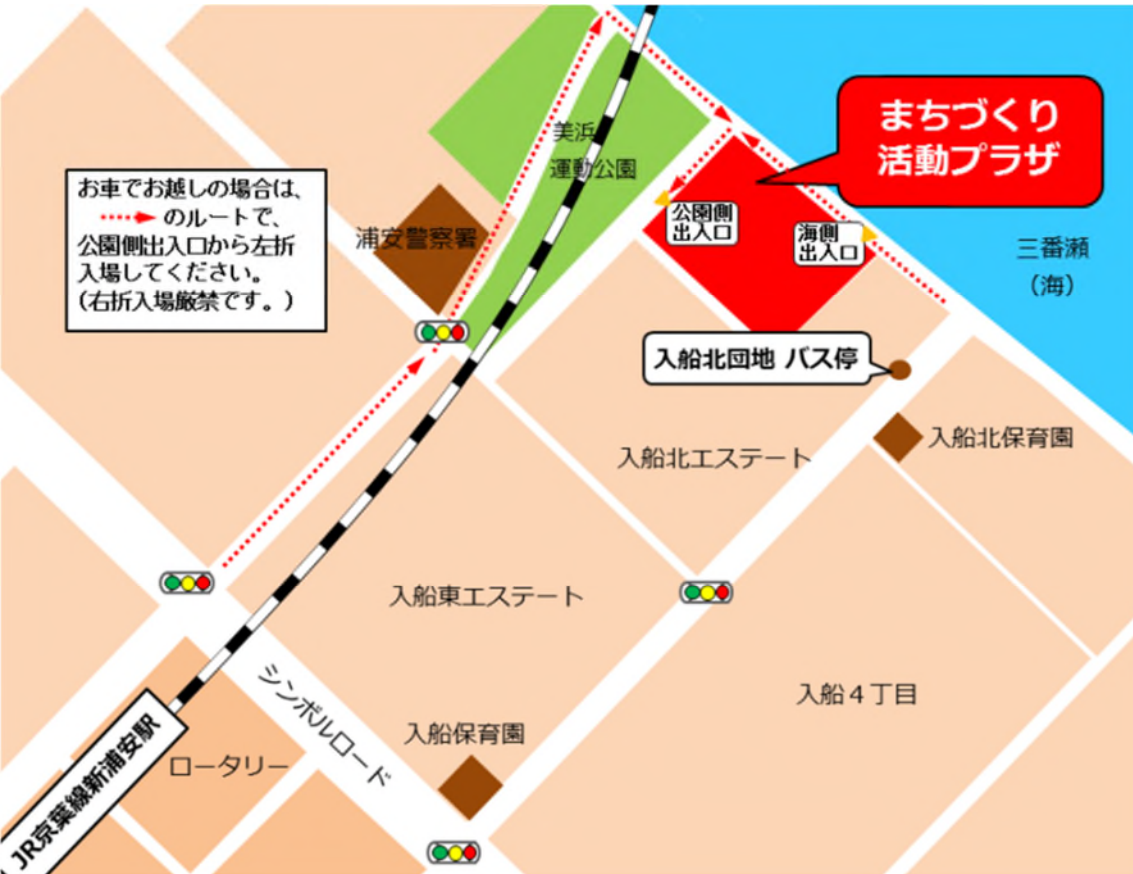 まちづくり
活動プラザ
美浜
運動公園
お車でお越しの場合は、
のルートで、
公園側出入口から左折
入場してください。
(右折入場厳禁です。)
浦安警察署
公園側
出入口
海側
出入口
三番瀬
(海)
入船北団地 バス停
入船北保育園
入船北エステート
入船東エステート
入船4丁目
シンボルロード
入船保育園
ロータリー
JR京葉線新浦安駅